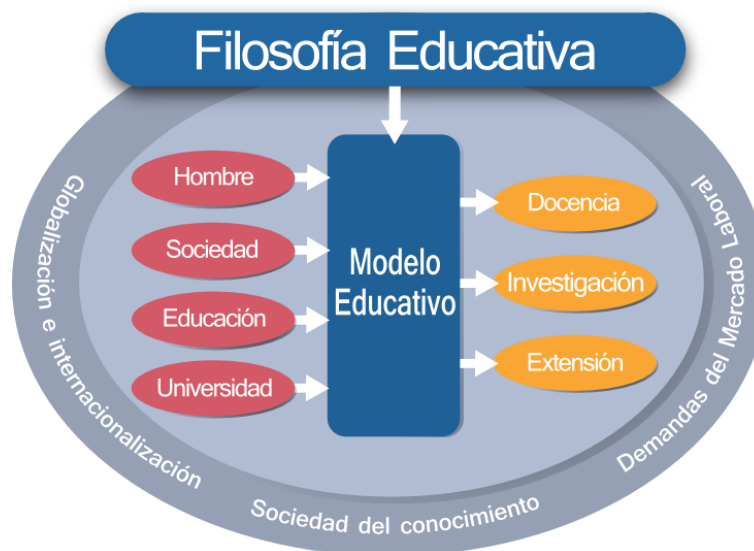 Filosofía Educativa
Hombre
Sociedad
Educación
Universidad
Modelo
Educativo
Docencia
Investigación
Extensión
Globalización e internacionalización
Sociedad del conocimiento
Demandas del Mercado Laboral